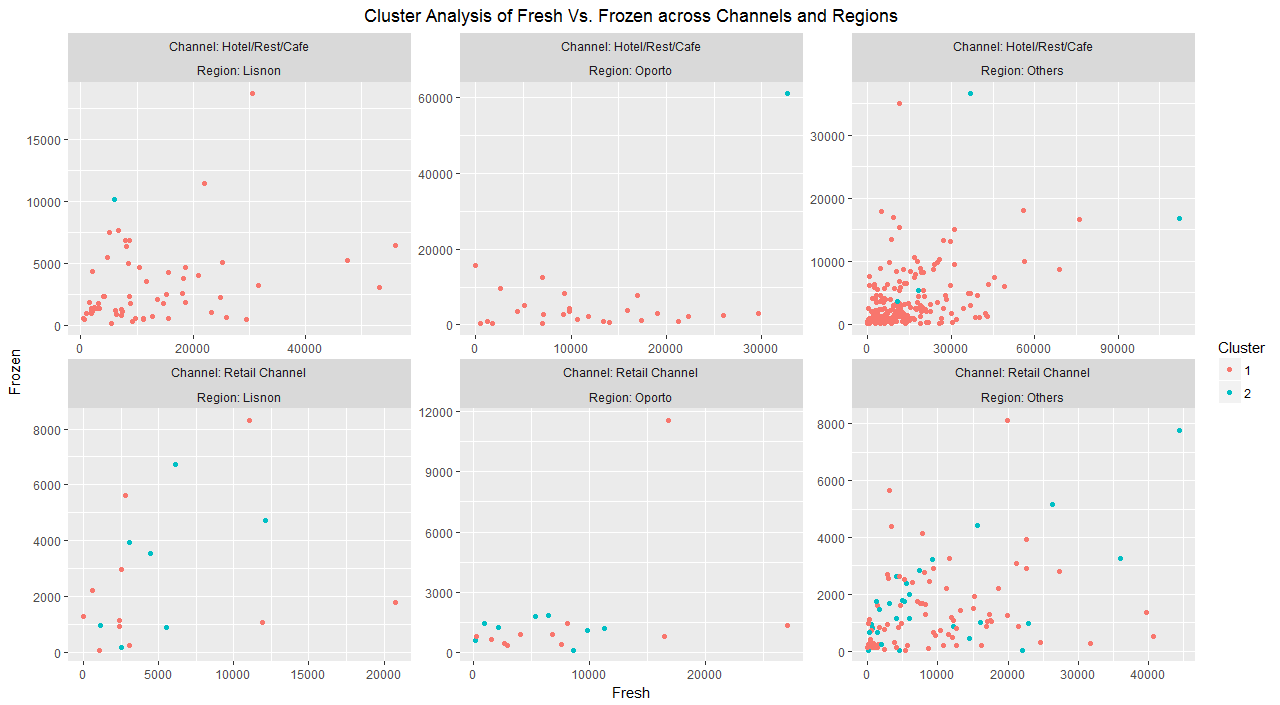 Cluster Analysis of Fresh Vs. Frozen across Channels and Regions
Channel: Hotel/Rest/Cafe
Region: Lisnon
Channel: Hotel/Rest/Cafe
Region: Oporto
Channel: Hotel/Rest/Cafe
Region: Others
15000
10000
5000
0
0 20000 40000
60000
40000
20000
0
0 10000 20000 30000
30000
20000
10000
0
0 30000 60000 90000
Frozen
Channel: Retail Channel
Region: Lisnon
Channel: Retail Channel
Region: Oporto
Channel: Retail Channel
Region: Others
8000
6000
4000
2000
0
0 5000 10000 15000 20000
12000
9000
6000
3000
0
0 10000 20000
8000
6000
4000
2000
0
0 10000 20000 30000 40000
Fresh
Cluster
1
2